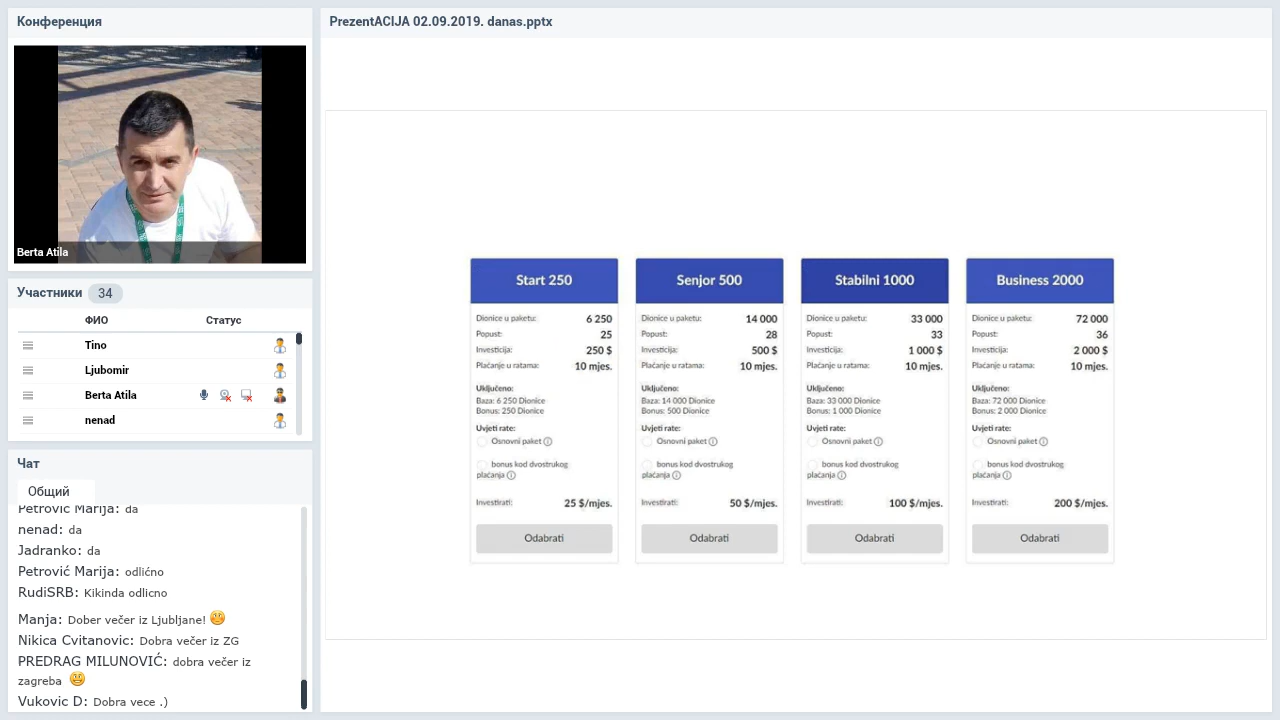 Конференция
Berta Atila
Участники 34
ФИО Статус
Tino
Ljubomir
Berta Atila
nenad
Чат
Общий
Petrović Marija: da
nenad: da
Jadranko: da
Petrović Marija: odlićno
RudiSRB: Kikinda odlicno
Manja: Dober večer iz Ljubljane!
Nikica Cvitanovic: Dobra večer iz ZG
PREDRAG MILUNOVIĆ: dobra večer iz
zagreba
Vukovic D: Dobra vece .)
PrezentACIJA 02.09.2019. danas.pptx
Start 250
Dionice u paketu: 6 250
Popust: 25
Investicija: 250 $
Plaćanje u ratama: 10 mjes.
Uključeno:
Baza: 6 250 Dionice
Bonus: 250 Dionice
Uvjeti rate:
Osnovni paket
bonus kod dvostrukog
plaćanja
Investirati: 25 $/mjes.
Odabrati
Senjor 500
Dionice u paketu: 14 000
Popust: 28
Investicija: 500 $
Plaćanje u ratama: 10 mjes.
Uključeno:
Baza: 14 000 Dionice
Bonus: 500 Dionice
Uvjeti rate:
Osnovni paket
bonus kod dvostrukog
plaćanja
Investirati: 50 $/mjes.
Odabrati
Stabilni 1000
Dionice u paketu: 33 000
Popust: 33
Investicija: 1 000 $
Plaćanje u ratama: 10 mjes.
Uključeno:
Baza: 33 000 Dionice
Bonus: 1 000 Dionice
Uvjeti rate:
Osnovni paket
bonus kod dvostrukog
plaćanja
Investirati: 100 $/mjes.
Odabrati
Business 2000
Dionice u paketu: 72 000
Popust: 36
Investicija: 2 000 $
Plaćanje u ratama: 10 mjes.
Uključeno:
Baza: 72 000 Dionice
Bonus: 2 000 Dionice
Uvjeti rate:
Osnovni paket
bonus kod dvostrukog
plaćanja
Investirati: 200 $/mjes.
Odabrati